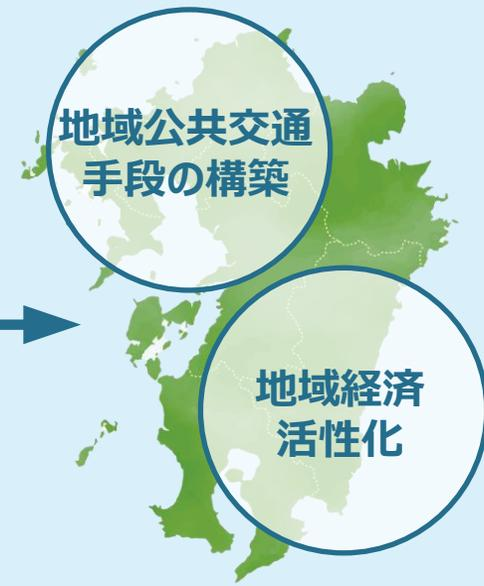 地域公共交通
手段の構築
地域経済
活性化